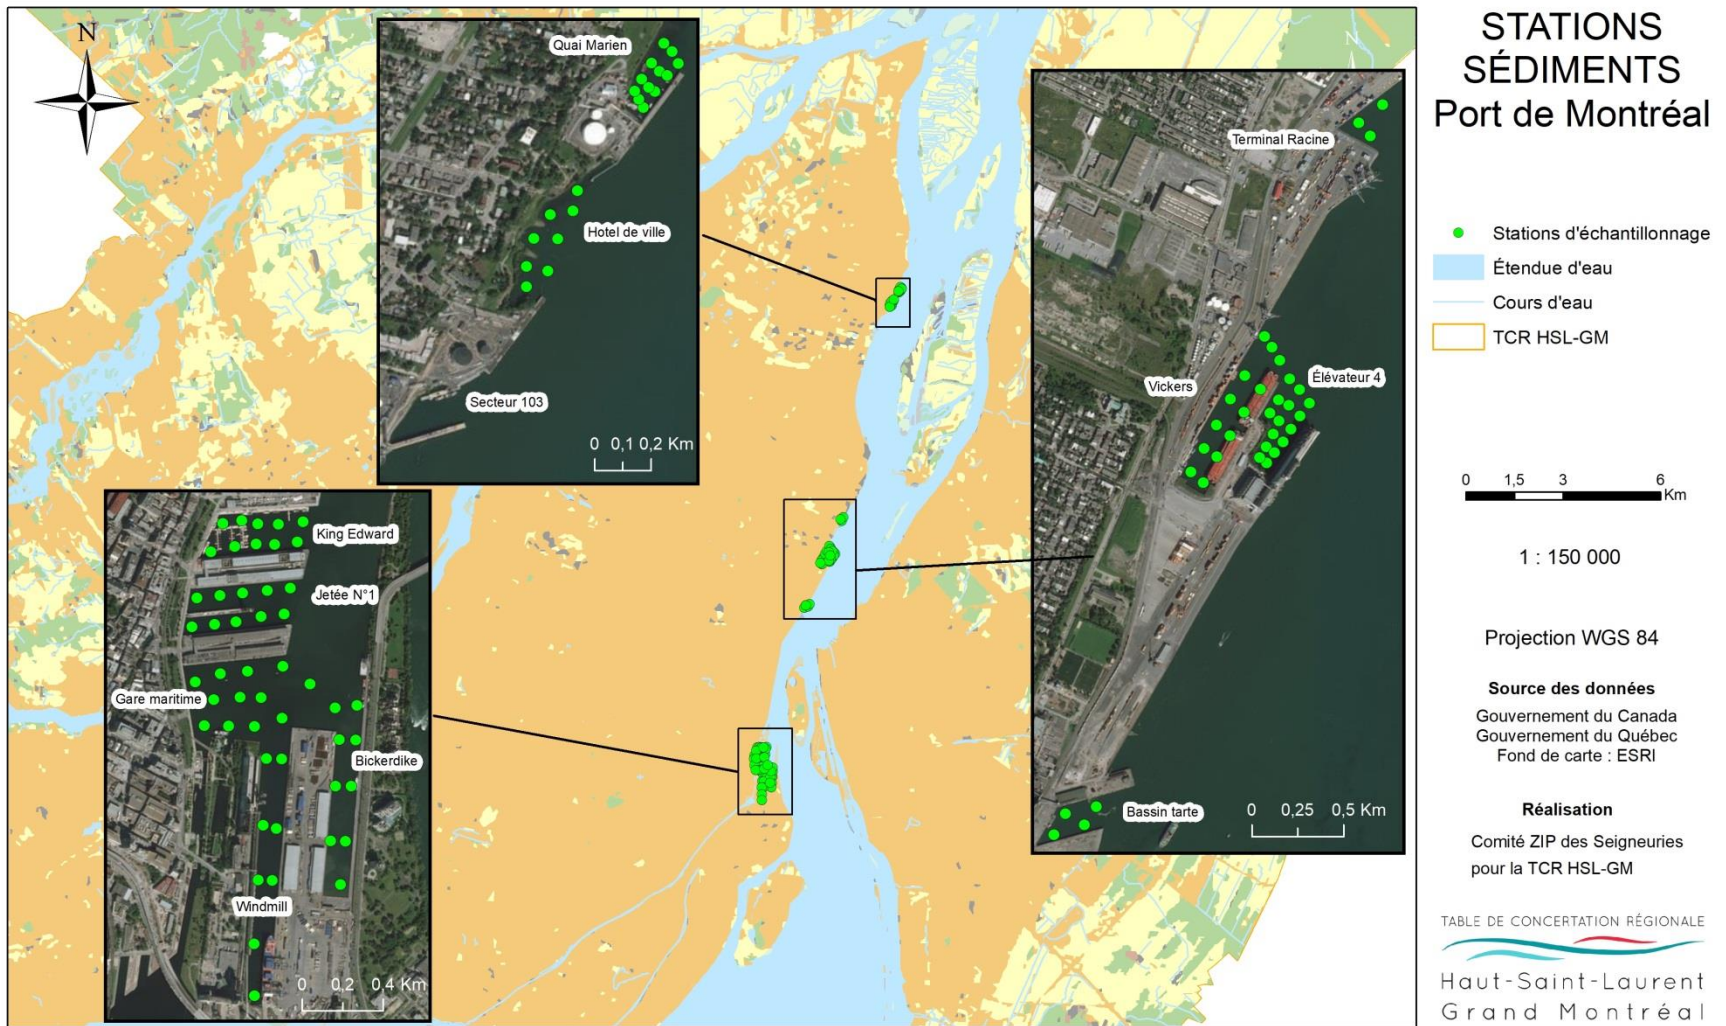 STATIONS
SÉDIMENTS
Port de Montréal
Stations d'échantillonnage
Étendue d'eau
Cours d'eau
TCR HSL-GM
0 1,5 3 6
Km
1 : 150 000
Projection WGS 84
Source des données
Gouvernement du Canada
Gouvernement du Québec
Fond de carte : ESRI
Réalisation
Comité ZIP des Seigneuries
pour la TCR HSL-GM
TABLE DE CONCERTATION RÉGIONALE
Haut-Saint-Laurent
Grand Montréal
N
Quai Marien
Hotel de ville
Secteur 103
0 0,1 0,2 Km
King Edward
Jetée N°1
Gare maritime
Bickerdike
Windmill
0 0,2 0,4 Km
N
Terminal Racine
Vickers
Élévateur 4
Bassin tarte
0 0,25 0,5 Km